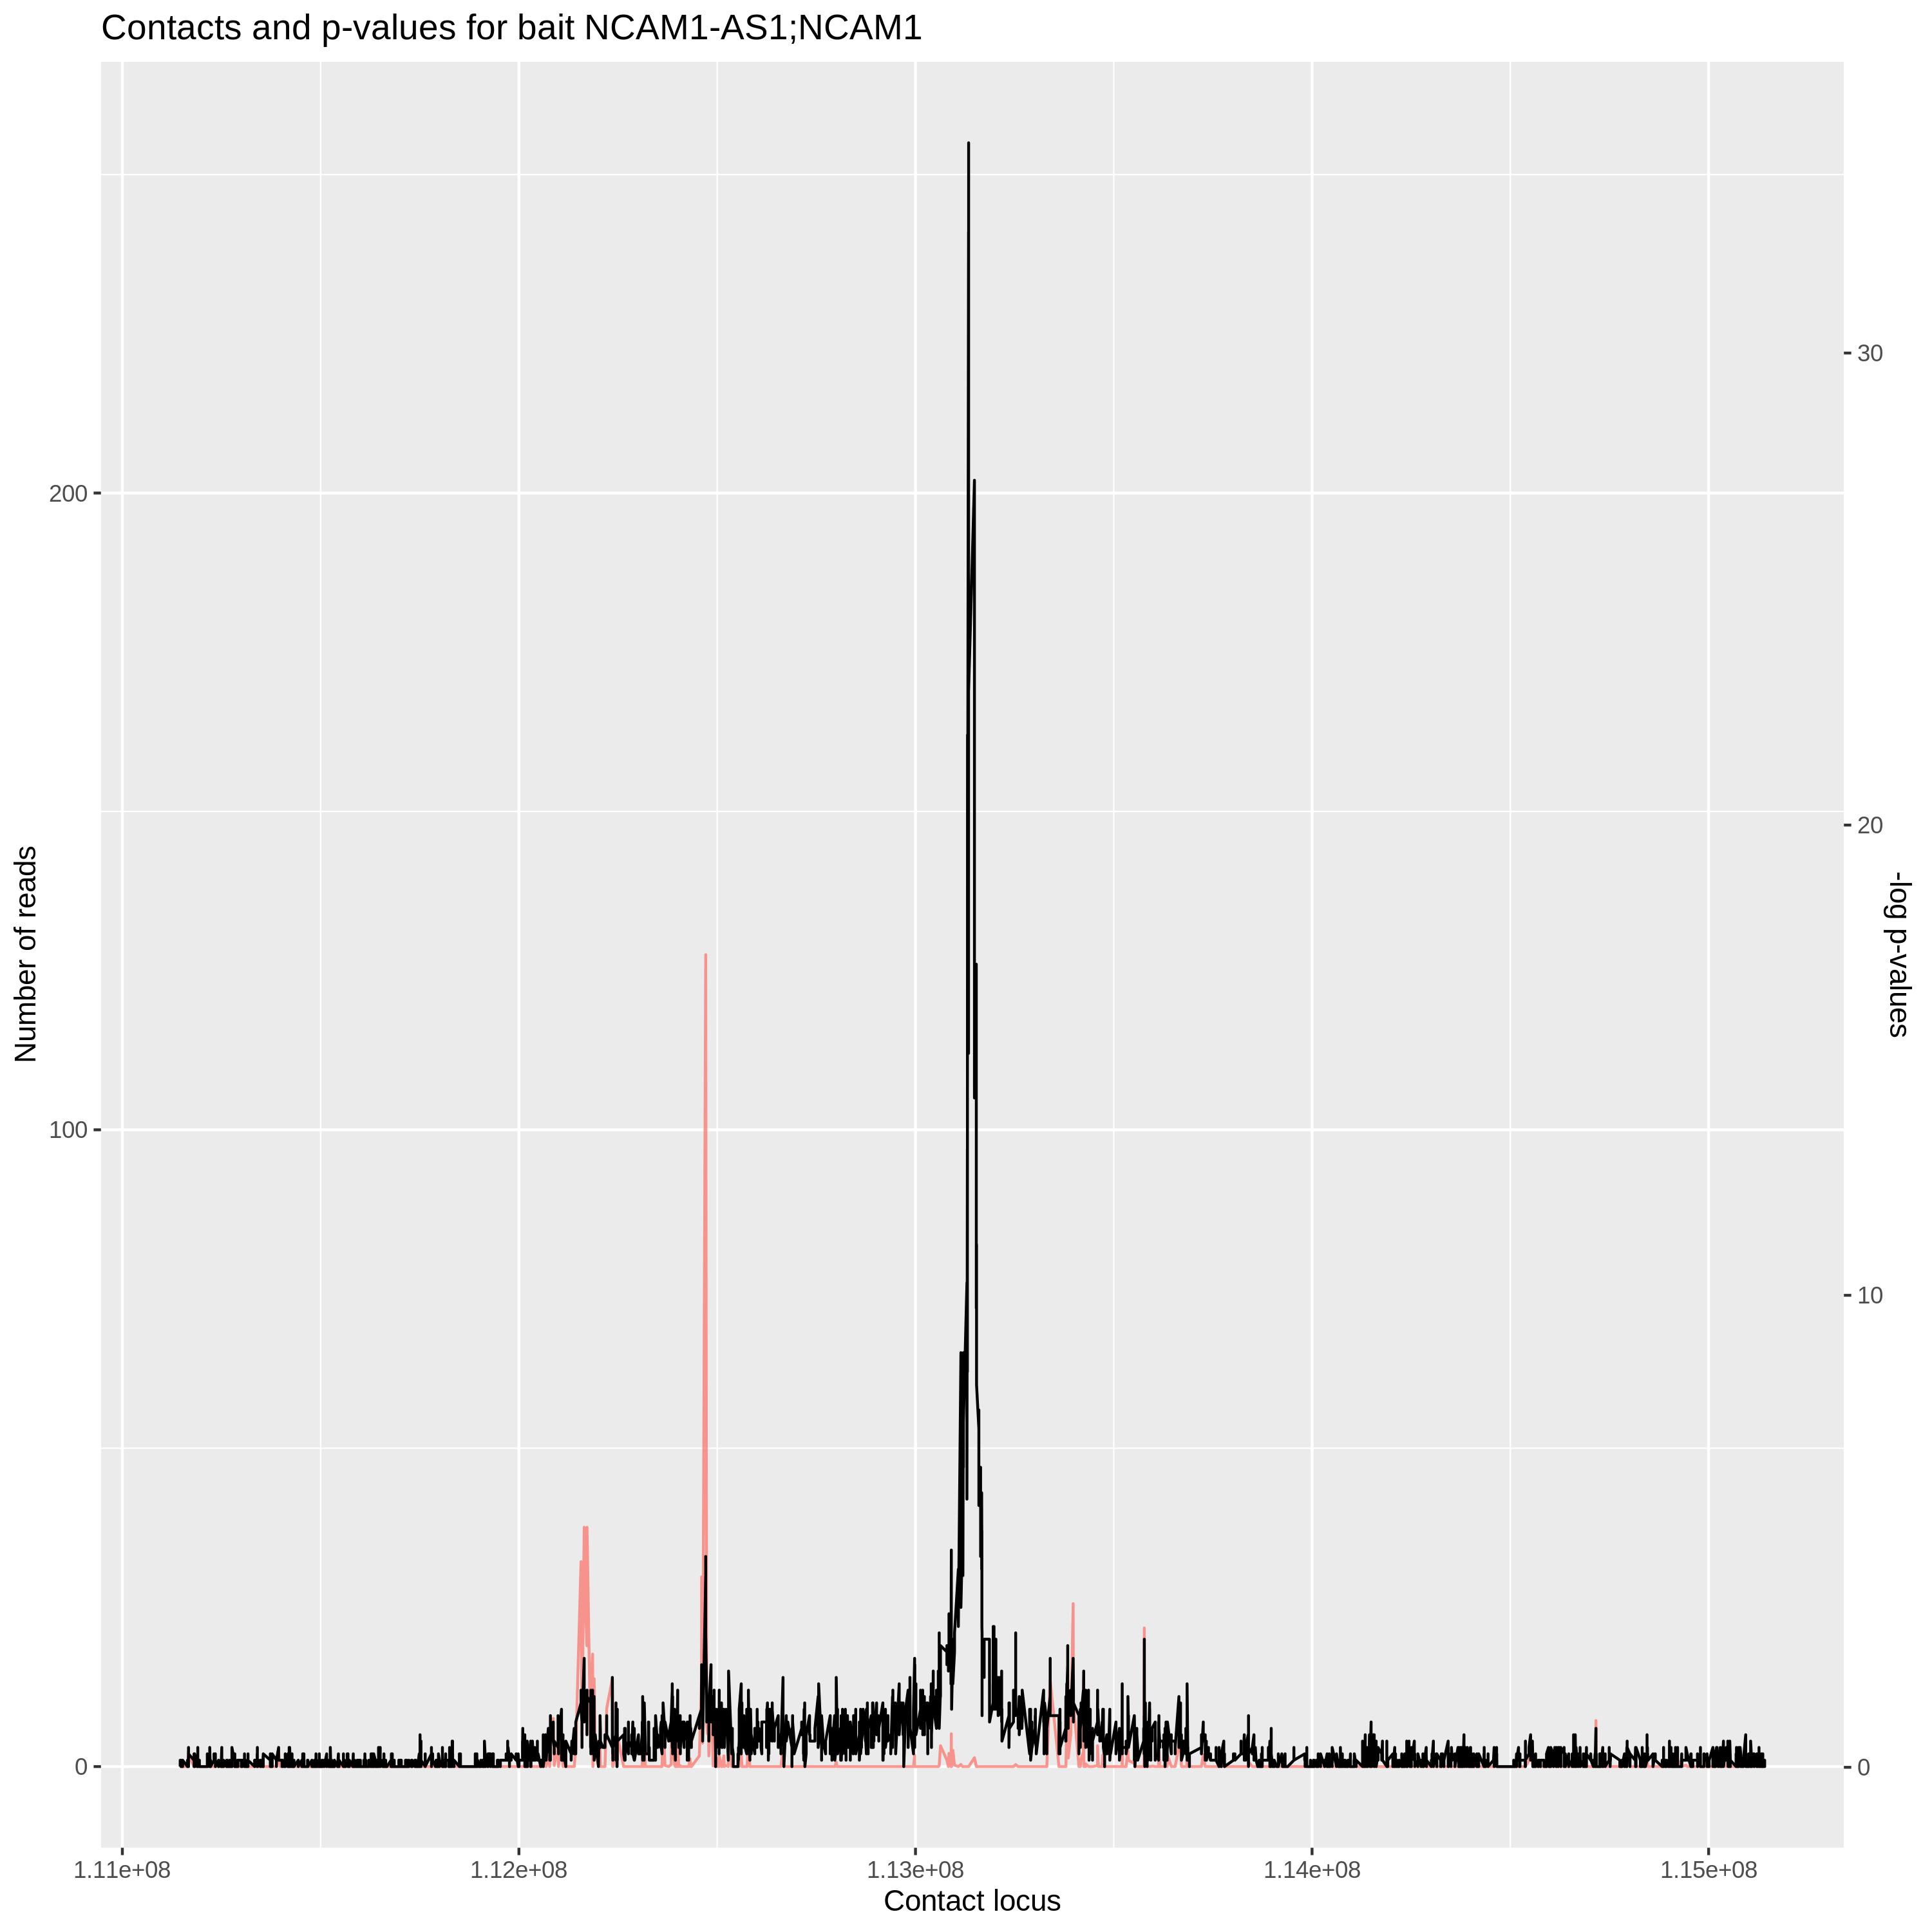 Contacts and p-values for bait NCAM1-AS1;NCAM1
Number of reads
200
100
0
30
20
10
0
-log p-values
1.11e+08 1.12e+08 1.13e+08 1.14e+08 1.15e+08
Contact locus